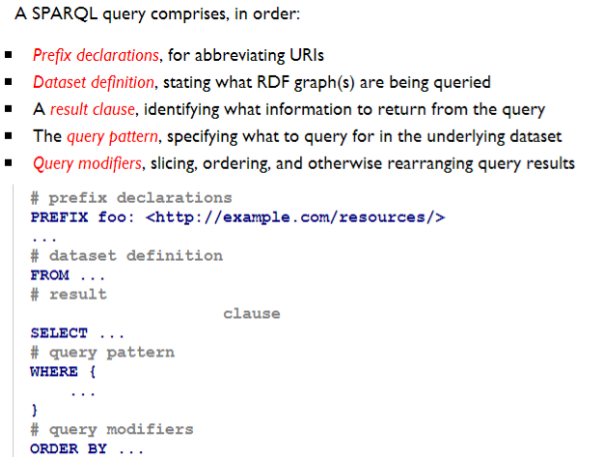 A SPARQL query comprises, in order:
▪ Prefix declarations, for abbreviating URIs
▪ Dataset definition, stating what RDF graph(s) are being queried
▪ A result clause, identifying what information to return from the query
▪ The query pattern, specifying what to query for in the underlying dataset
▪ Query modifiers, slicing, ordering, and otherwise rearranging query results
# prefix declarations
PREFIX foo: <http://example.com/resources/>
...
# dataset definition
FROM ...
# result
clause
SELECT ...
# query pattern
WHERE {
...
}
# query modifiers
ORDER BY ...